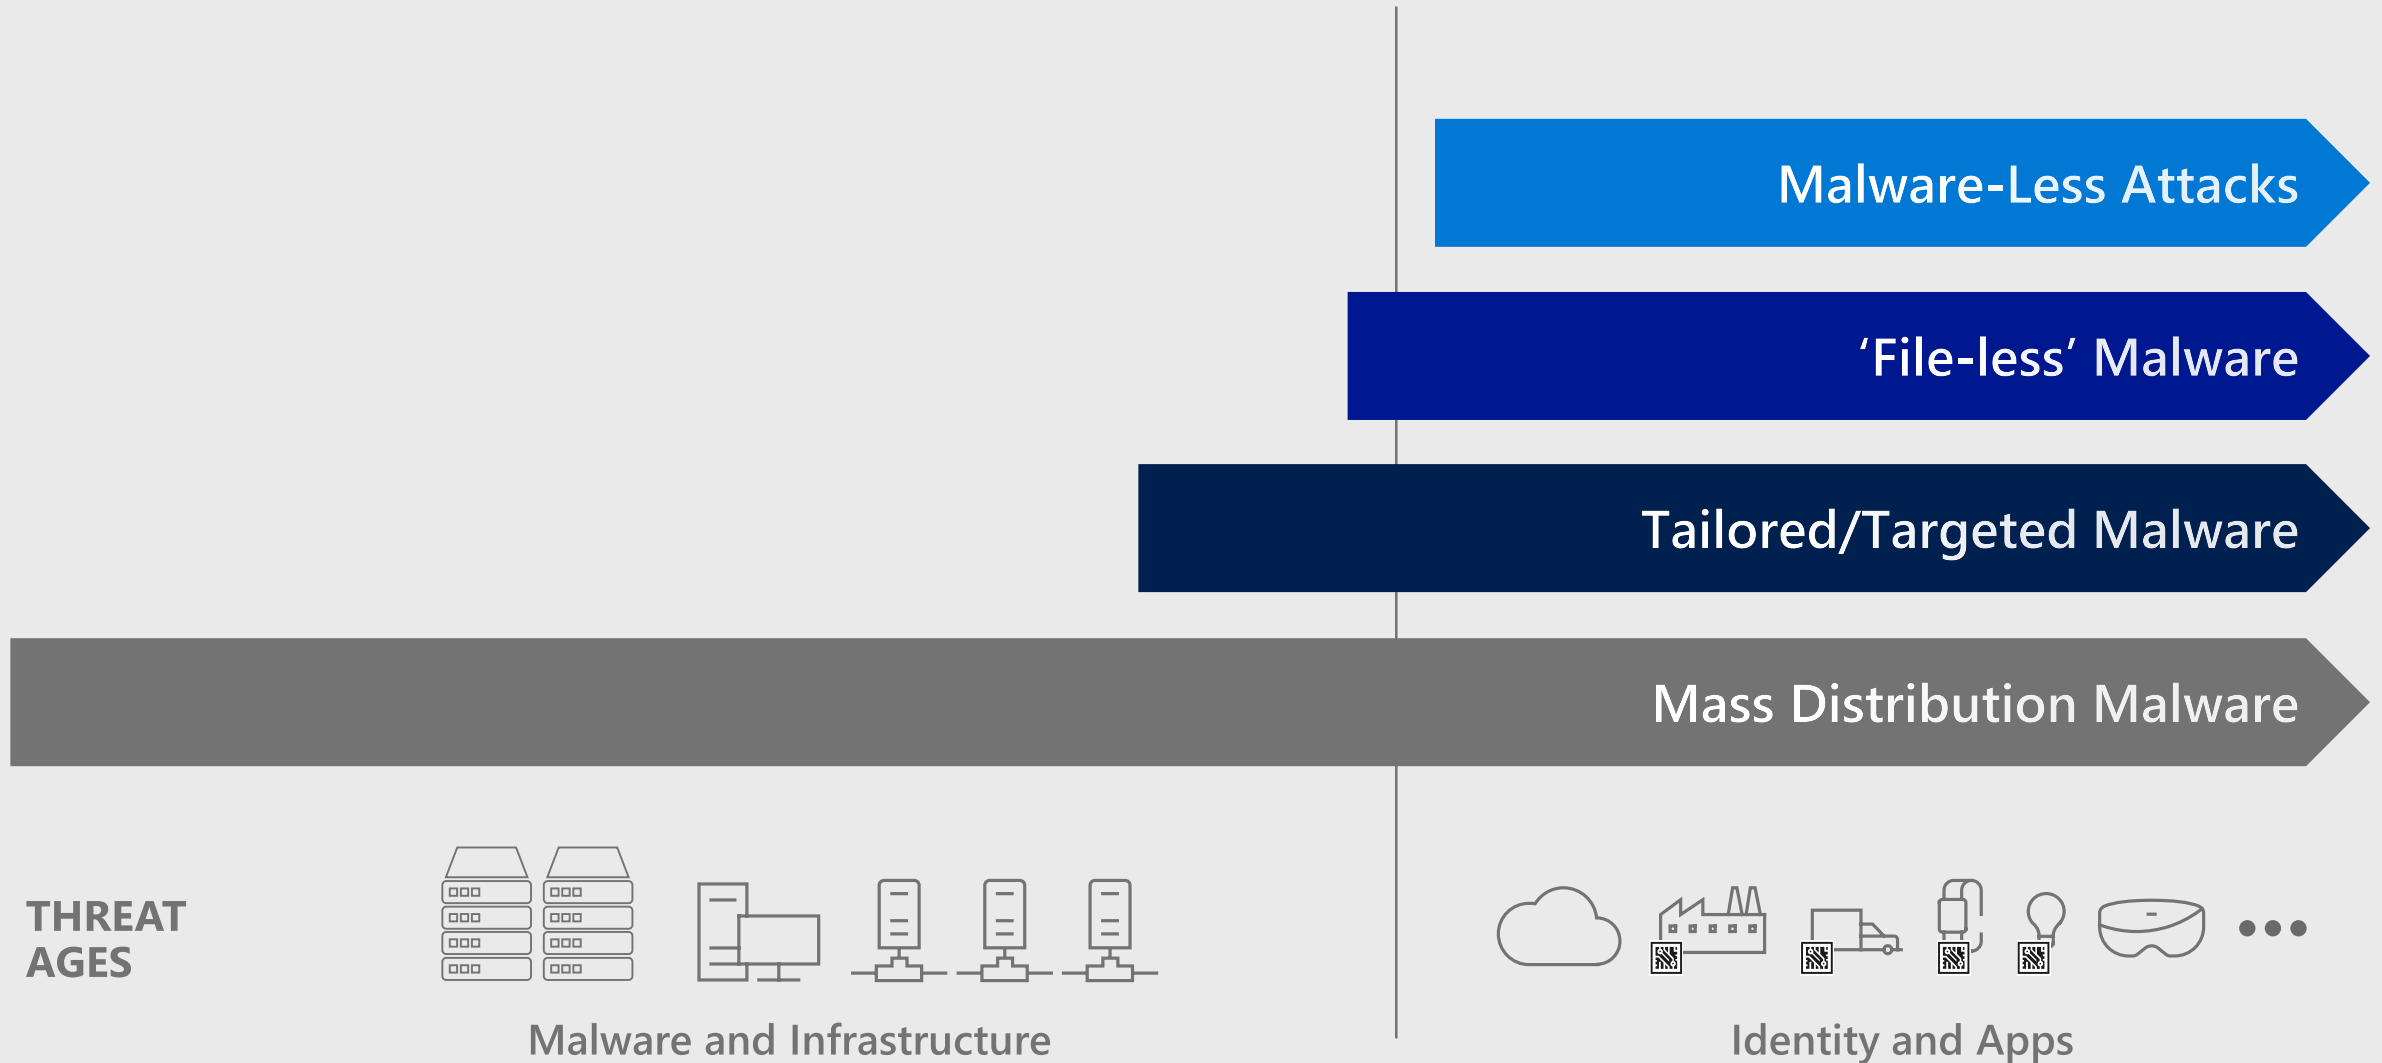 Malware-Less Attacks
‘File-less’ Malware
Tailored/Targeted Malware
Mass Distribution Malware
THREAT
AGES
Malware and Infrastructure
Identity and Apps